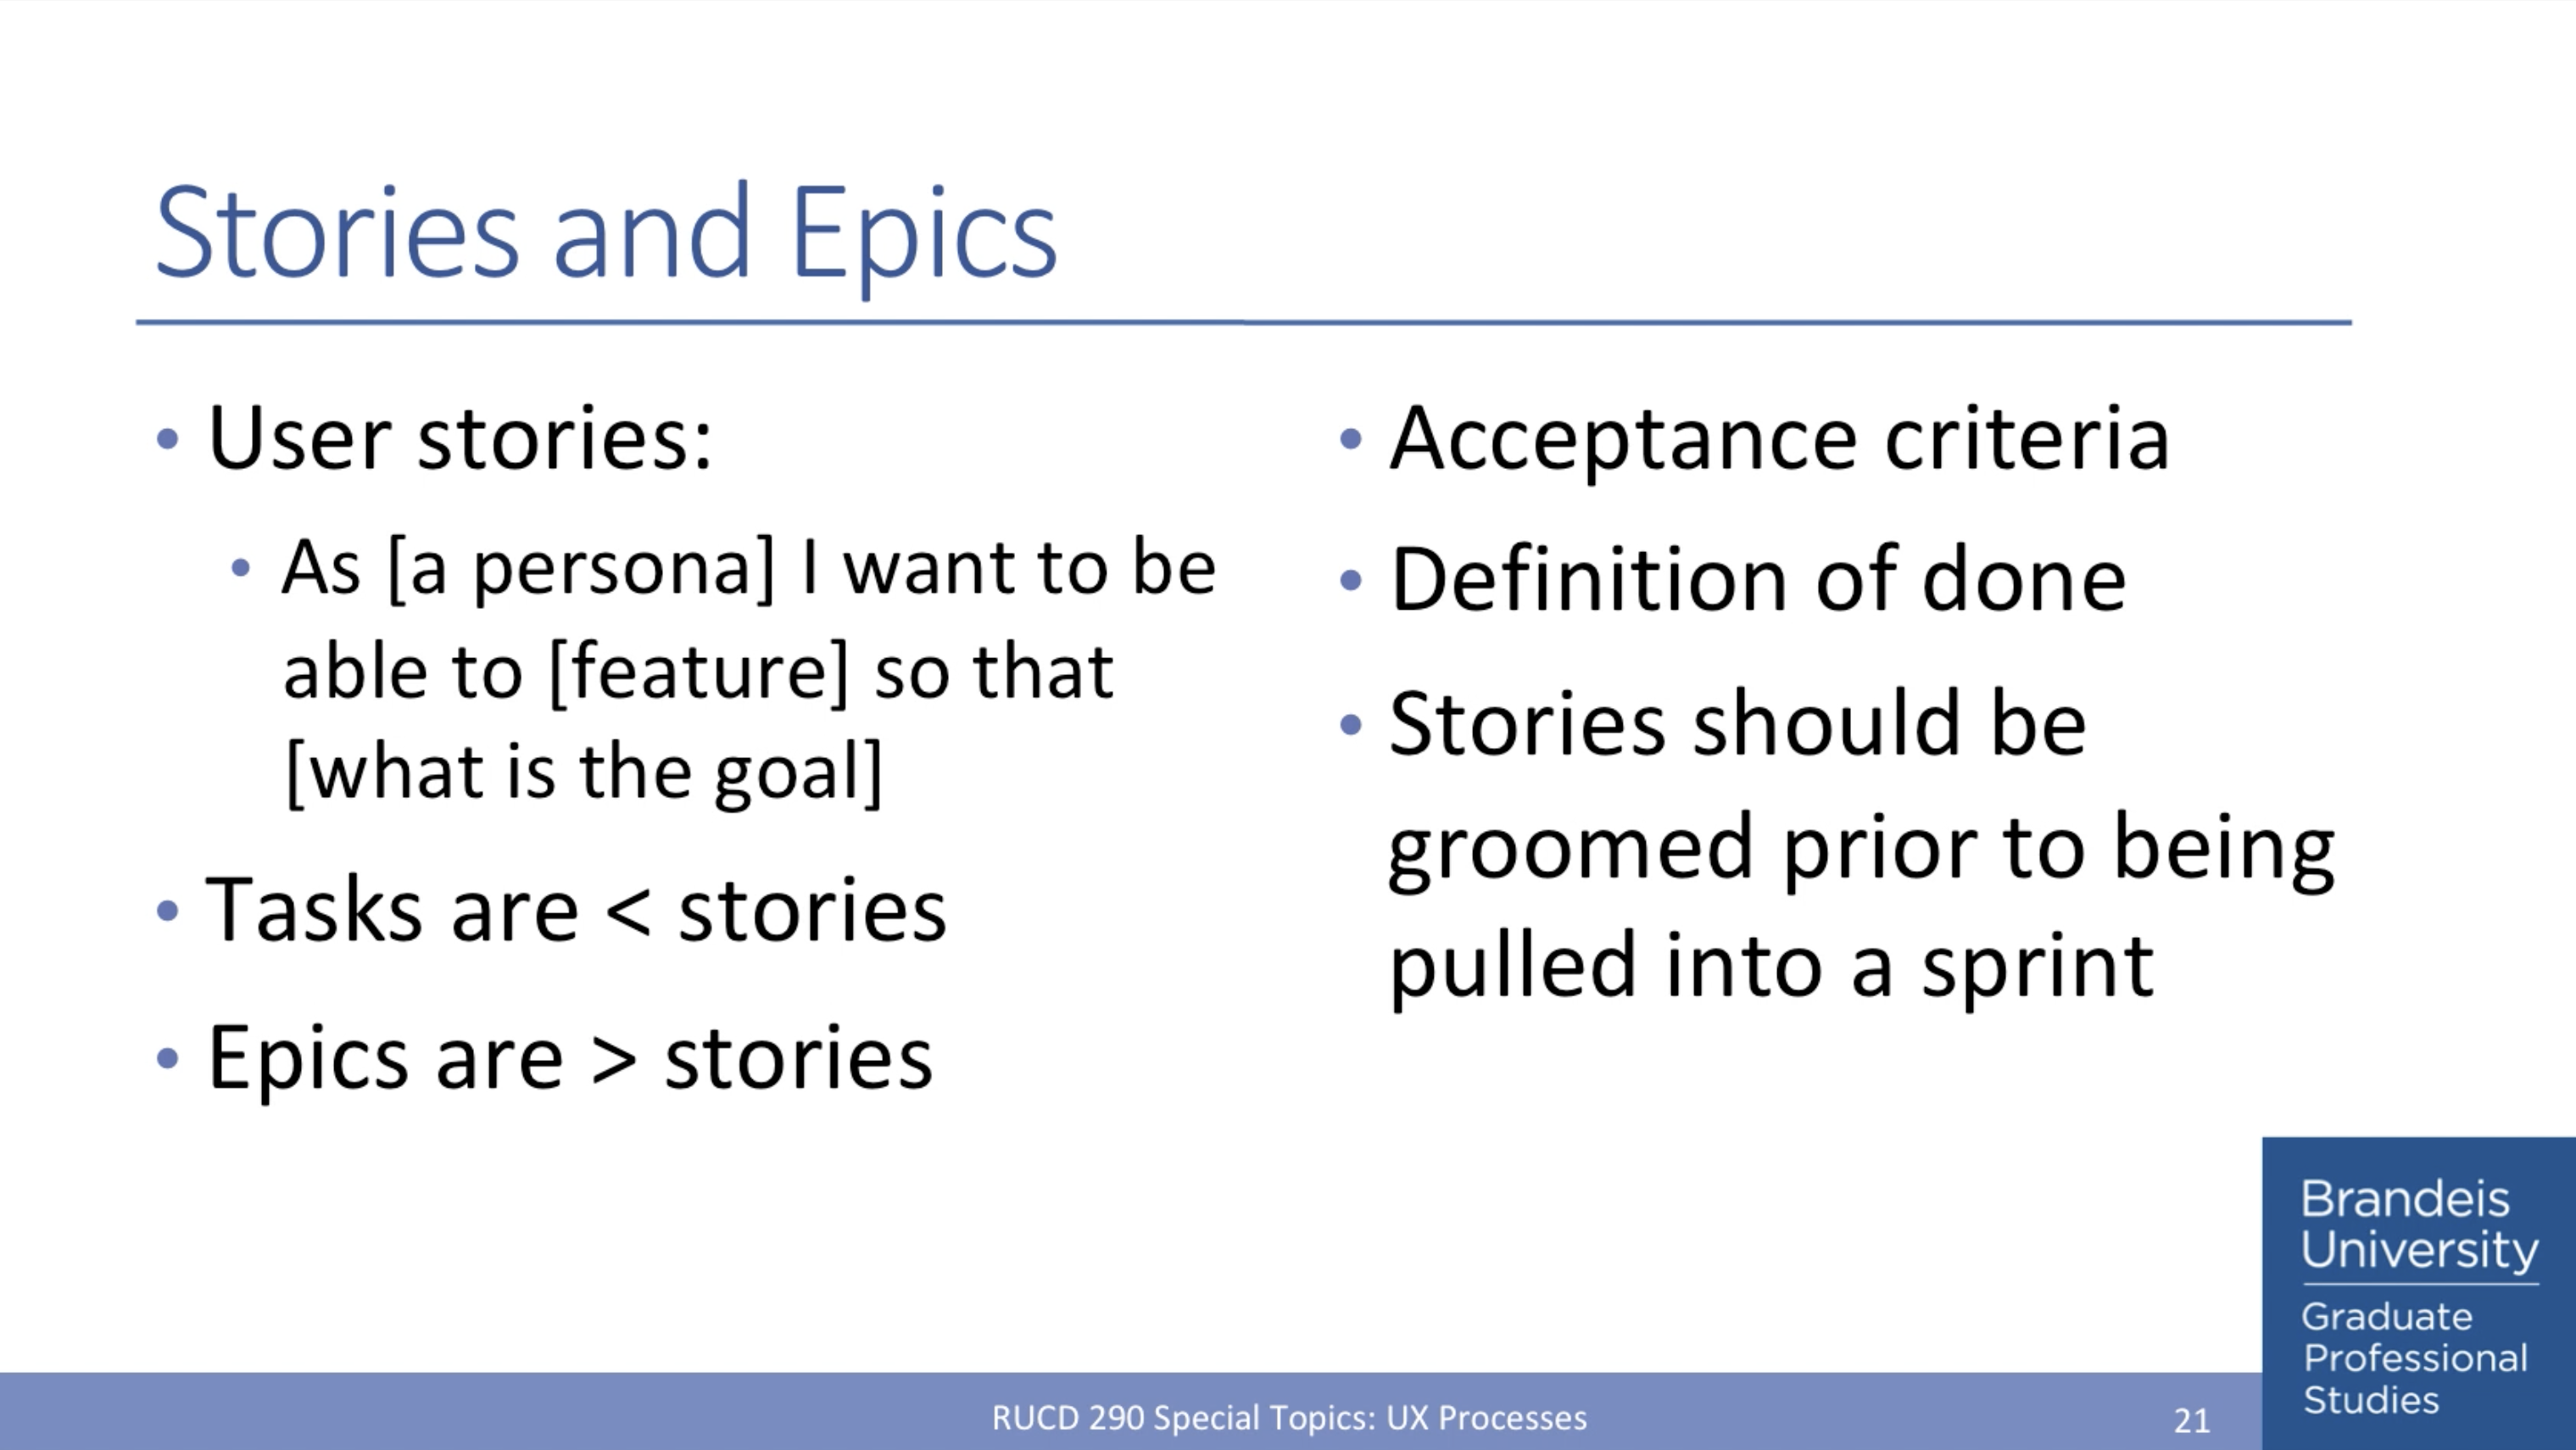 Stories and Epics
• User stories:
• As [a persona] I want to be
able to [feature] so that
[what is the goal]
• Tasks are < stories
• Epics are > stories
• Acceptance criteria
• Definition of done
• Stories should be
groomed prior to being
pulled into a sprint
Brandeis
University
Graduate
Professional
Studies
RUCD 290 Special Topics: UX Processes
21